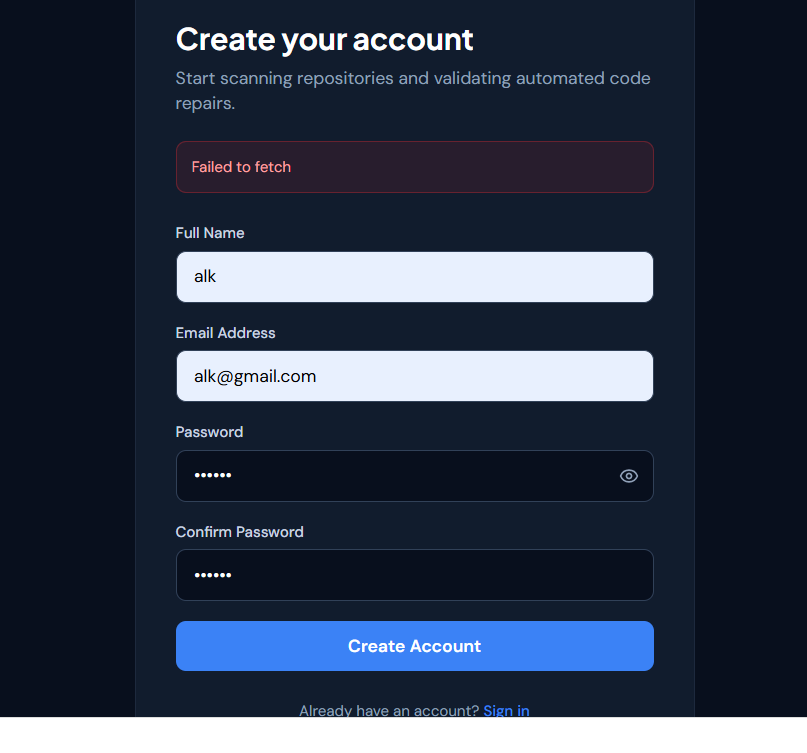 Create your account
Start scanning repositories and validating automated code
repairs.
Failed to fetch
Full Name
alk
Email Address
alk@gmail.com
Password
••••••
Confirm Password
••••••
Create Account
Already have an account? Sign in